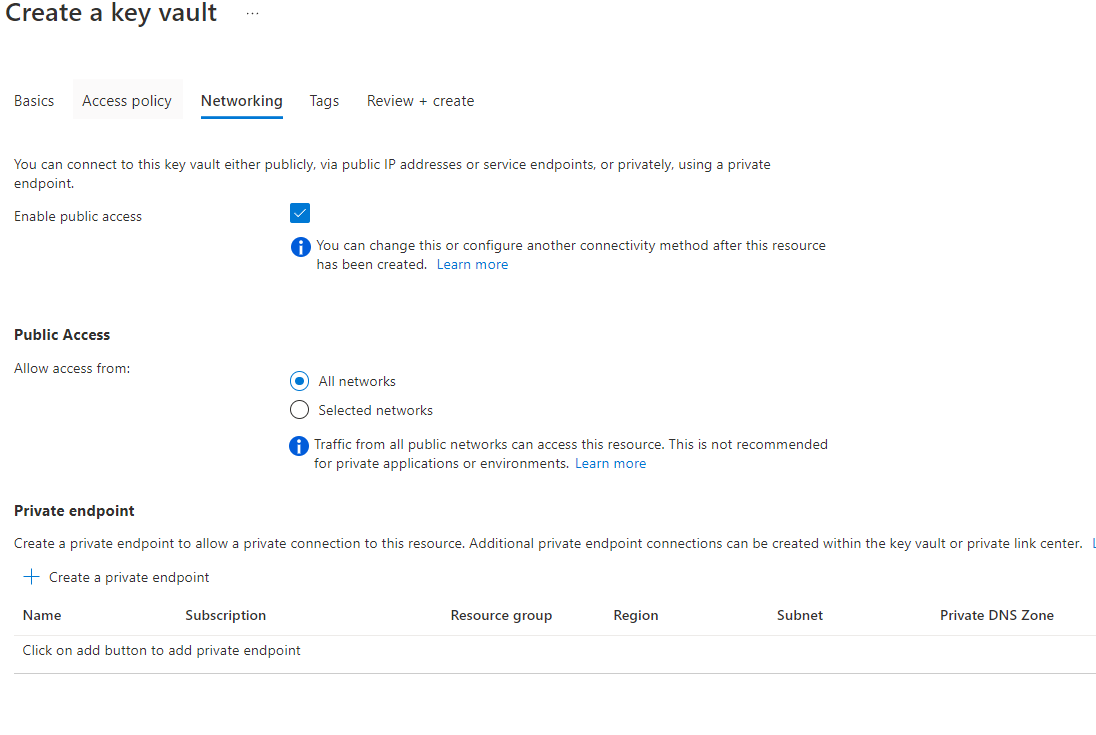 Create a key vault ...
Basics Access policy Networking Tags Review + create
You can connect to this key vault either publicly, via public IP addresses or service endpoints, or privately, using a private
endpoint.
Enable public access
You can change this or configure another connectivity method after this resource
has been created. Learn more
Public Access
Allow access from:
All networks
Selected networks
Traffic from all public networks can access this resource. This is not recommended
for private applications or environments. Learn more
Private endpoint
Create a private endpoint to allow a private connection to this resource. Additional private endpoint connections can be created within the key vault or private link center.
+ Create a private endpoint
Name Subscription Resource group Region Subnet Private DNS Zone
Click on add button to add private endpoint